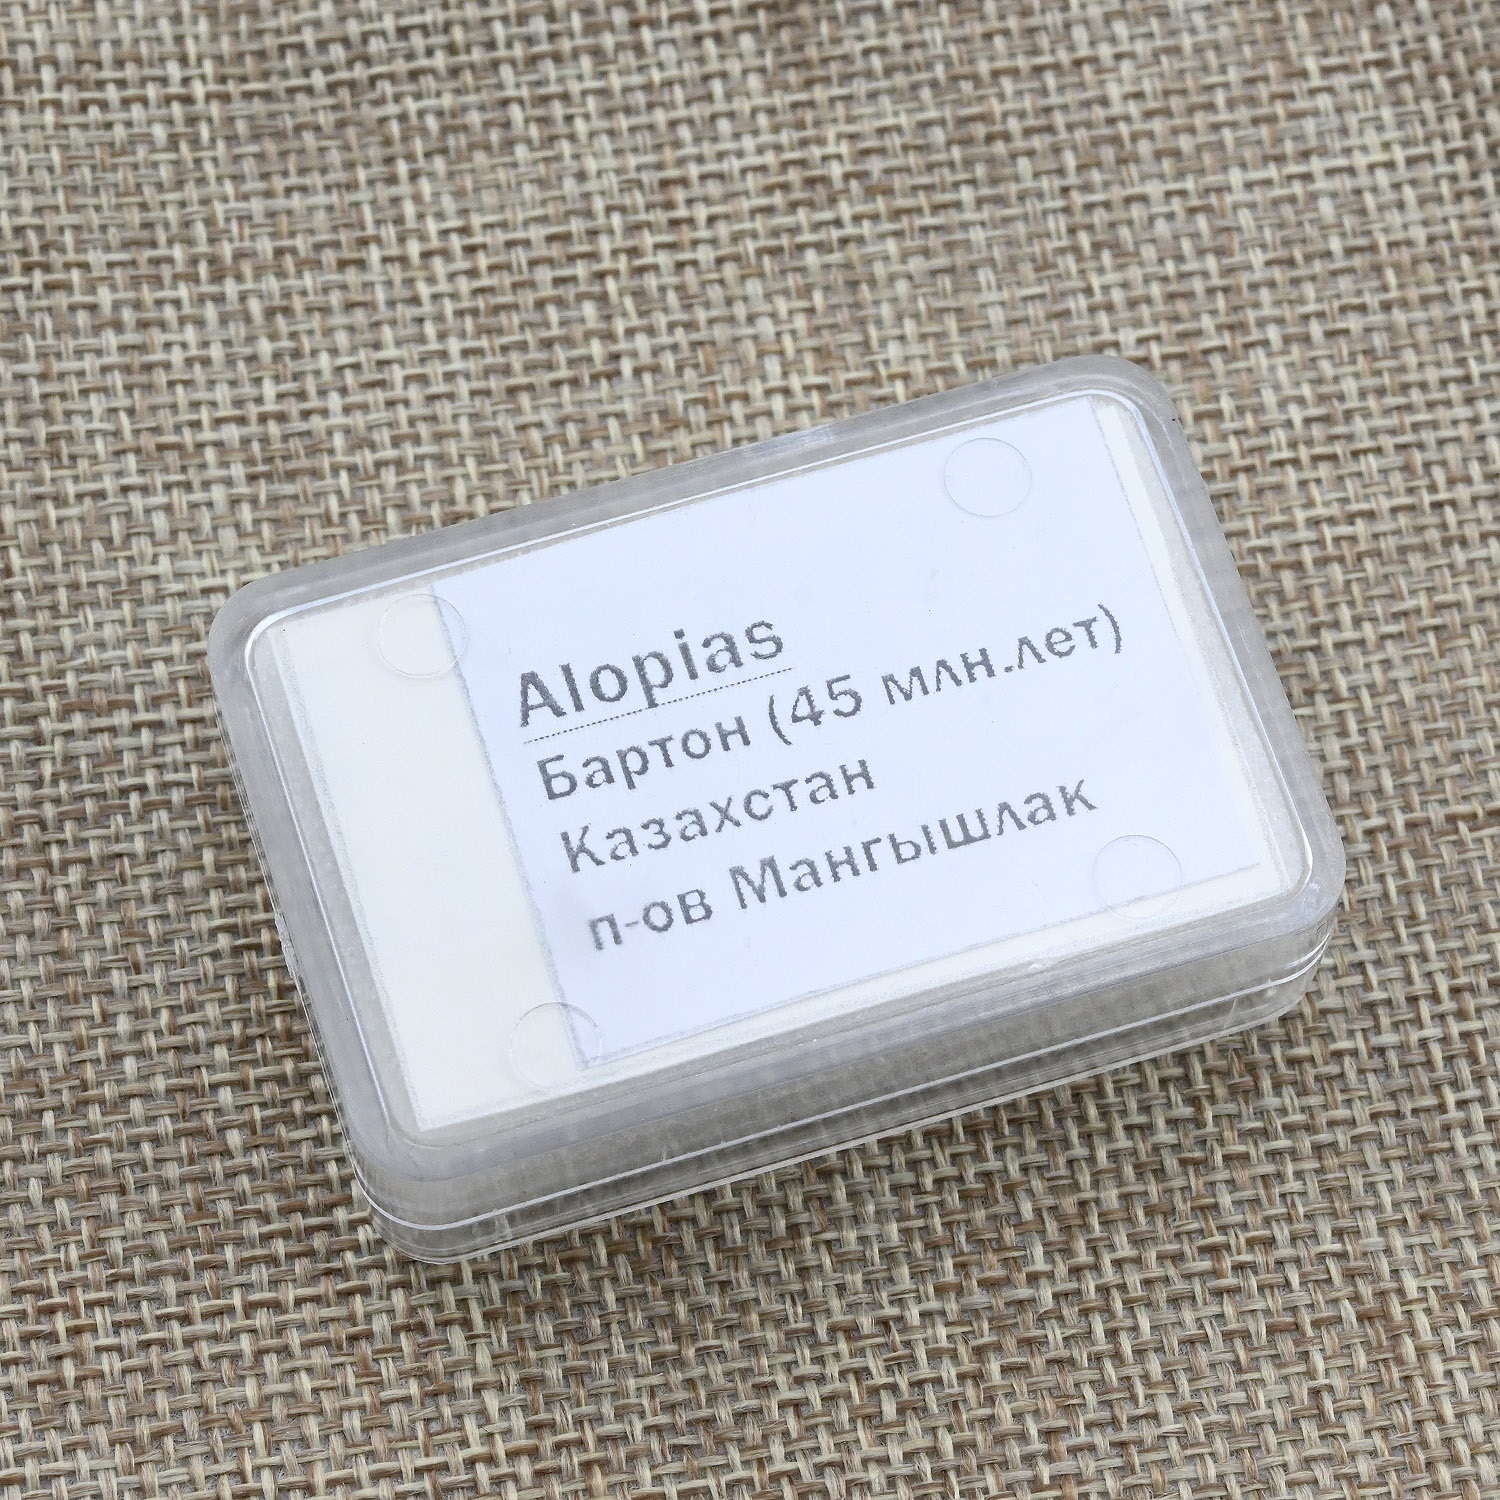 Alopias
Бартон (45 млн.лет)
Казахстан
п-ов Мангышлак